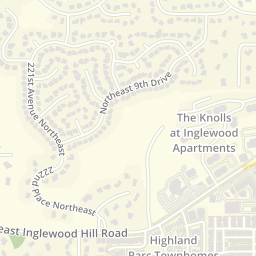 221st Avenue Northeast
Northeast 9th Drive
The Knolls
at Inglewood
Apartments
222nd Place Northeast
east Inglewood Hill Road
Highland
Pars Townhomes